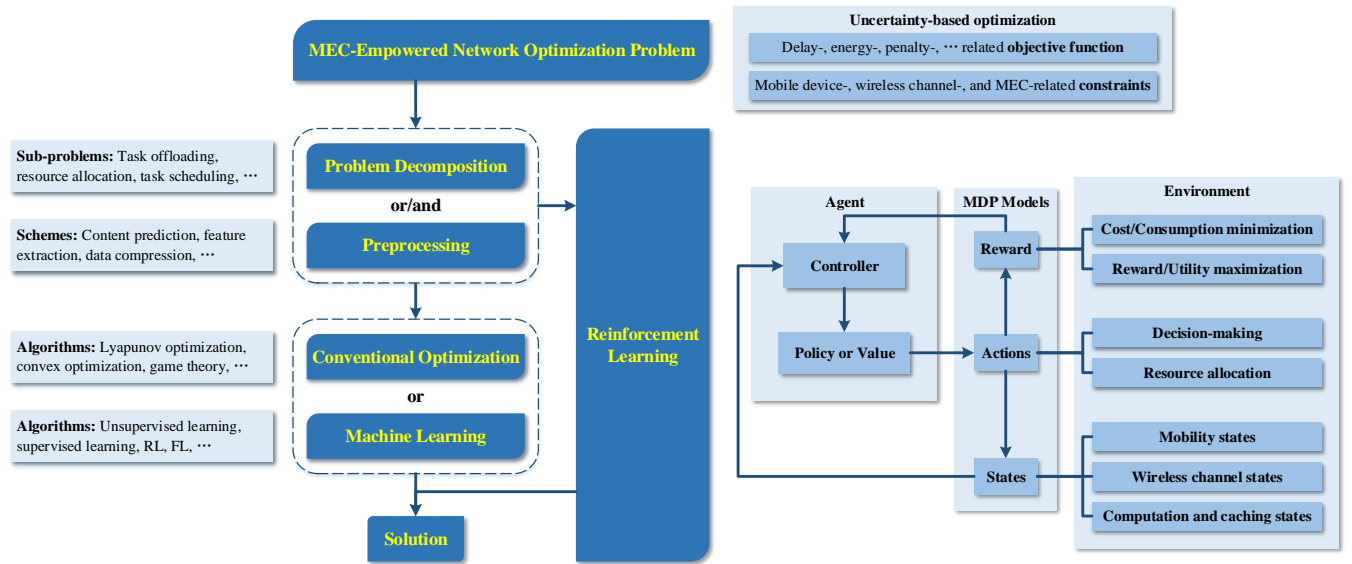 MEC-Empowered Network Optimization Problem
Sub-problems: Task offloading,
resource allocation, task scheduling, ···
Schemes: Content prediction, feature
extraction, data compression, ···
Problem Decomposition
or/and
Preprocessing
Algorithms: Lyapunov optimization,
convex optimization, game theory, ···
Algorithms: Unsupervised learning,
supervised learning, RL, FL, ···
Conventional Optimization
or
Machine Learning
Reinforcement
Learning
Solution
Uncertainty-based optimization
Delay-, energy-, penalty-, ··· related objective function
Mobile device-, wireless channel-, and MEC-related constraints
Agent
Controller
Policy or Value
MDP Models
Reward
Actions
States
Environment
Cost/Consumption minimization
Reward/Utility maximization
Decision-making
Resource allocation
Mobility states
Wireless channel states
Computation and caching states